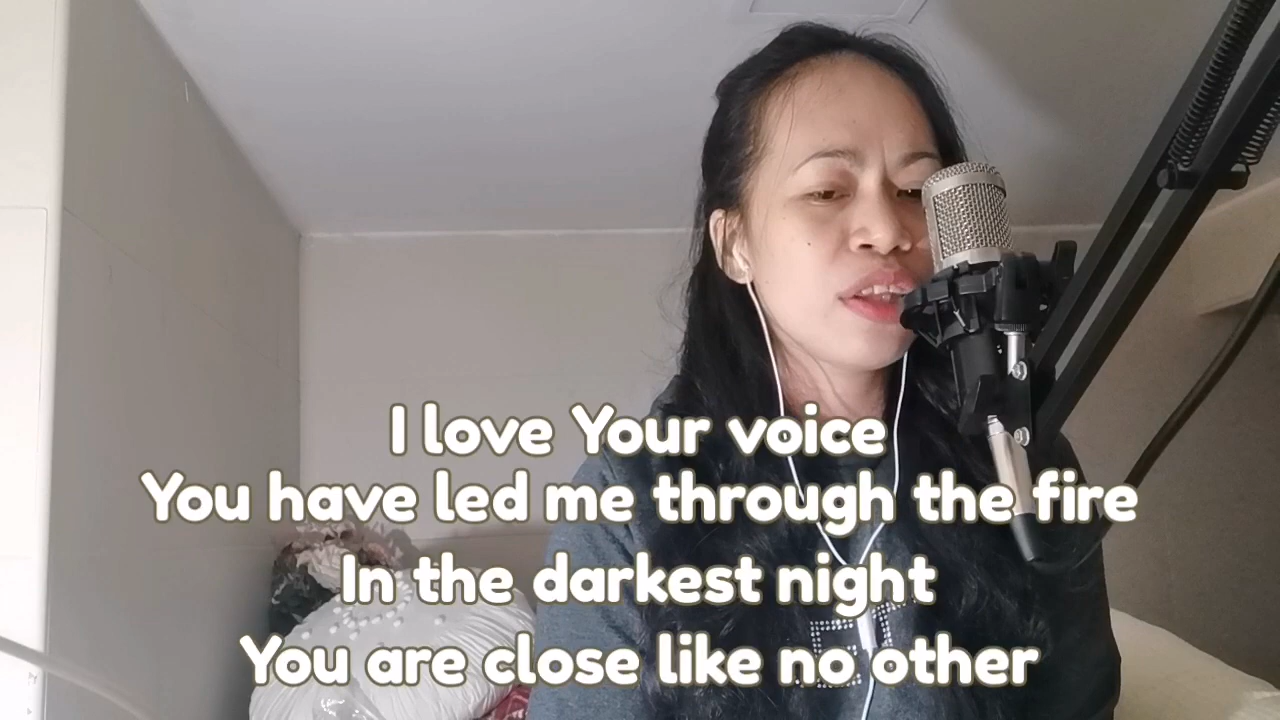 I love Your voice
You have led me through the fire
In the darkest night
You are close like no other